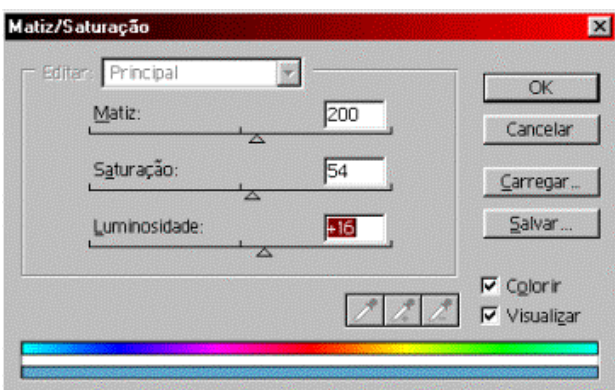 Matiz/Saturação
Editar: Principal
OK
Matiz: 200
Cancelar
Saturação: 54
Carregar...
Luminosidade: +16
Salvar...
Colorir
Visualizar